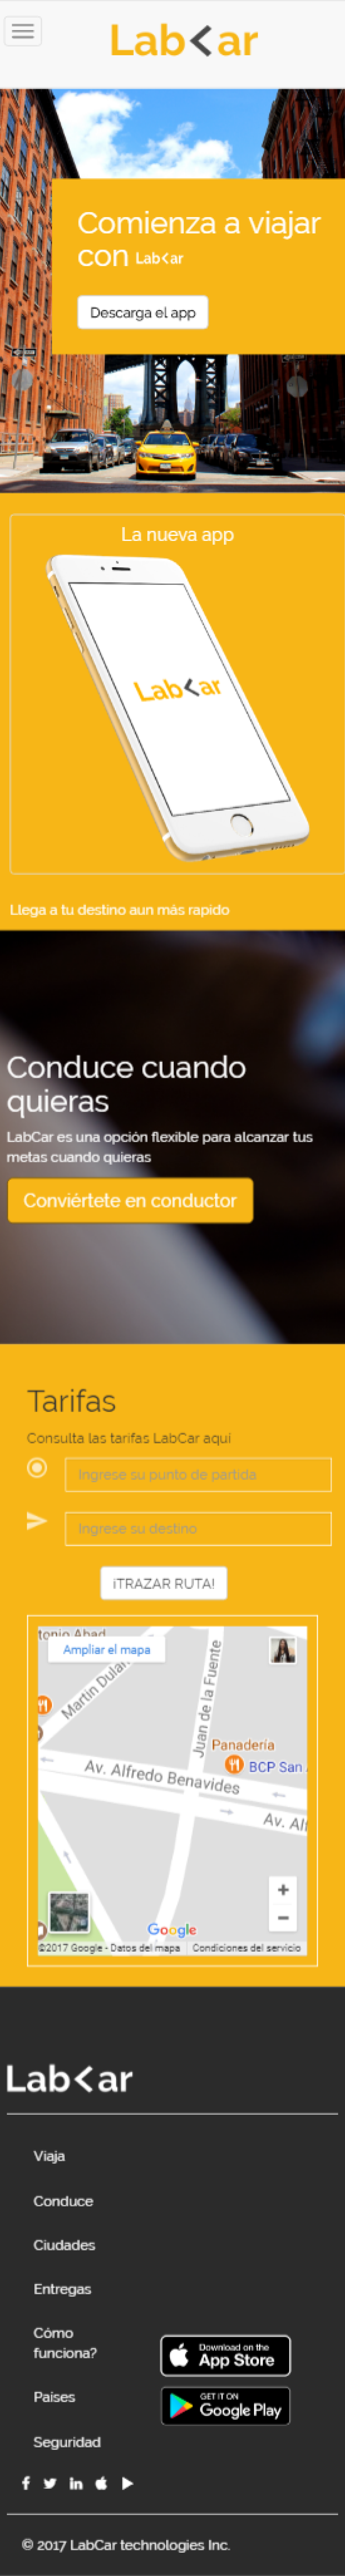 Lab<ar
Comienza a viajar
con Lab<ar
Descarga el app
La nueva app
Lab<ar
Llega a tu destino aun más rapido
Conduce cuando
quieras
LabCar es una opción flexible para alcanzar tus
metas cuando quieras
Conviértete en conductor
Tarifas
Consulta las tarifas LabCar aqui
Ingrese su punto de partida
Ingrese su destino
¡TRAZAR RUTA!
tonio Abad
Ampliar el mapa
Martin Dulan
Juan de la Fuente
Panadería
BCP San
Av. Alfredo Benavides
Av. Alf
+
−
Google
©2017 Google - Datos del mapa Condiciones del servicio
Lab<ar
Viaja
Conduce
Ciudades
Entregas
Cómo
funciona?
Download on the
App Store
GET IT ON
Google Play
Paises
Seguridad
© 2017 LabCar technologies Inc.